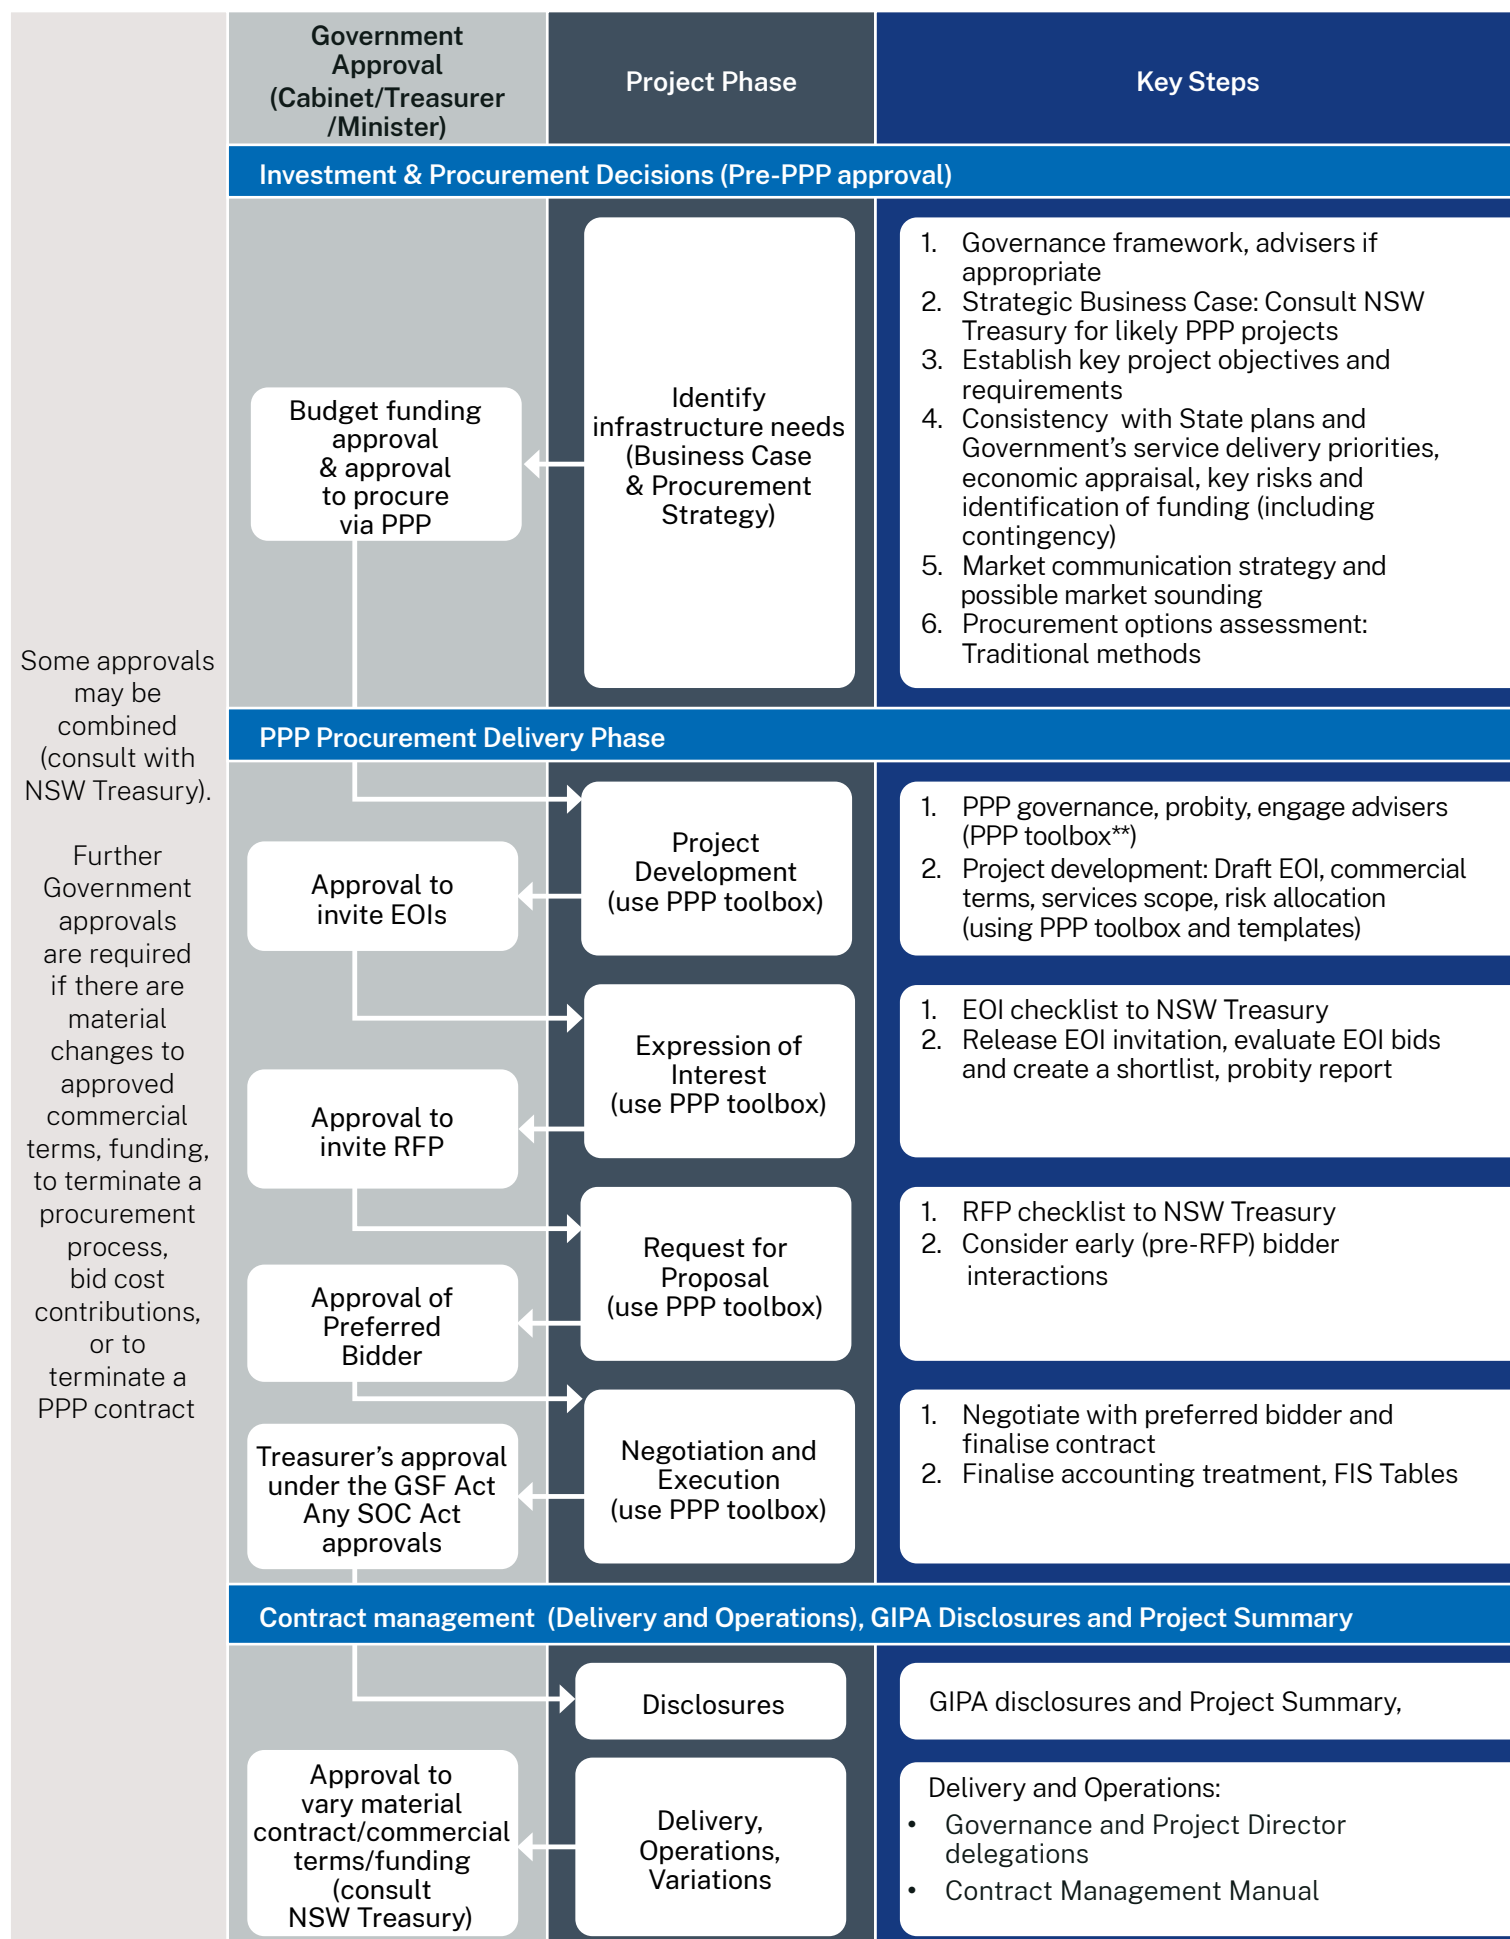 Government
Approval
(Cabinet/Treasurer
/Minister)
Project Phase
Key Steps
Investment & Procurement Decisions (Pre-PPP approval)
Budget funding
approval
& approval
to procure
via PPP
Identify
infrastructure needs
(Business Case
& Procurement
Strategy)
1. Governance framework, advisers if
appropriate
2. Strategic Business Case: Consult NSW
Treasury for likely PPP projects
3. Establish key project objectives and
requirements
4. Consistency with State plans and
Government's service delivery priorities,
economic appraisal, key risks and
identification of funding (including
contingency)
5. Market communication strategy and
possible market sounding
6. Procurement options assessment:
Traditional methods
Some approvals
may be
combined
(consult with
NSW Treasury).
Further
Government
approvals
are required
if there are
material
changes to
approved
commercial
terms, funding,
to terminate a
procurement
process,
bid cost
contributions,
or to
terminate a
PPP contract
PPP Procurement Delivery Phase
Project
Development
(use PPP toolbox)
1. PPP governance, probity, engage advisers
(PPP toolbox**)
2. Project development: Draft EOI, commercial
terms, services scope, risk allocation
(using PPP toolbox and templates)
Approval to
invite EOIs
Expression of
Interest
(use PPP toolbox)
1. EOI checklist to NSW Treasury
2. Release EOI invitation, evaluate EOI bids
and create a shortlist, probity report
Approval to
invite RFP
Request for
Proposal
(use PPP toolbox)
1. RFP checklist to NSW Treasury
2. Consider early (pre-RFP) bidder
interactions
Approval of
Preferred
Bidder
Negotiation and
Execution
(use PPP toolbox)
1. Negotiate with preferred bidder and
finalise contract
2. Finalise accounting treatment, FIS Tables
Treasurer's approval
under the GSF Act
Any SOC Act
approvals
Contract management (Delivery and Operations), GIPA Disclosures and Project Summary
Disclosures
GIPA disclosures and Project Summary,
Approval to
vary material
contract/commercial
terms/funding
(consult
NSW Treasury)
Delivery,
Operations,
Variations
Delivery and Operations:
• Governance and Project Director
delegations
• Contract Management Manual